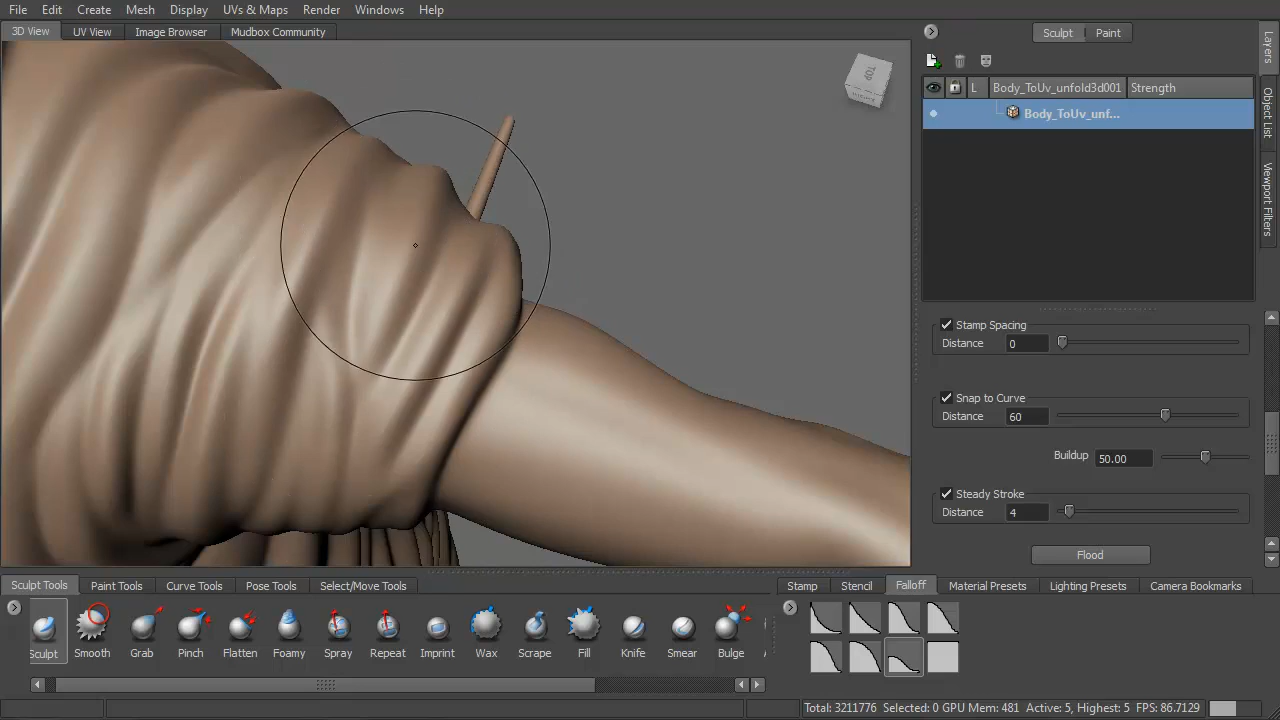 File Edit Create Mesh Display UVs & Maps Render Windows Help
3D View UV View Image Browser Mudbox Community
Sculpt Paint
L Body_ToUv_unfold3d001 Strength
Body_ToUv_unf...
Layers
Object List
Viewport Filters
TOP
Stamp Spacing
Distance 0
Snap to Curve
Distance 60
Buildup 50.00
Steady Stroke
Distance 4
Flood
Sculpt Tools Paint Tools Curve Tools Pose Tools Select/Move Tools
Stamp Stencil Falloff Material Presets Lighting Presets Camera Bookmarks
Sculpt Smooth Grab Pinch Flatten Foamy Spray Repeat Imprint Wax Scrape Fill Knife Smear Bulge
Total: 3211776 Selected: 0 GPU Mem: 481 Active: 5, Highest: 5 FPS: 86.7129